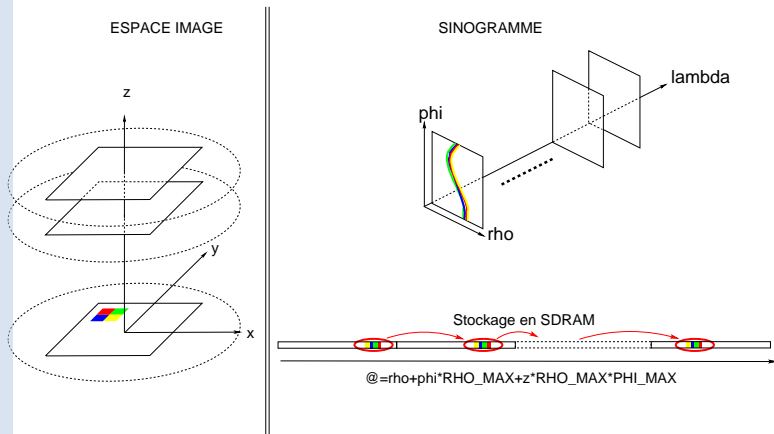 ESPACE IMAGE
SINOGRAMME
z
y
x
phi
lambda
rho
Stockage en SDRAM
@=rho+phi*RHO_MAX+z*RHO_MAX*PHI_MAX